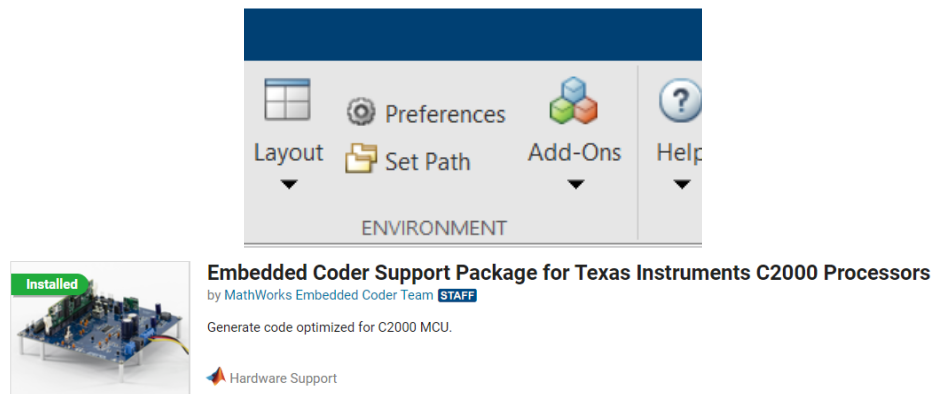 Preferences
Layout
Set Path
Add-Ons
Help
ENVIRONMENT
Installed
Embedded Coder Support Package for Texas Instruments C2000 Processors
by MathWorks Embedded Coder Team STAFF
Generate code optimized for C2000 MCU.
Hardware Support